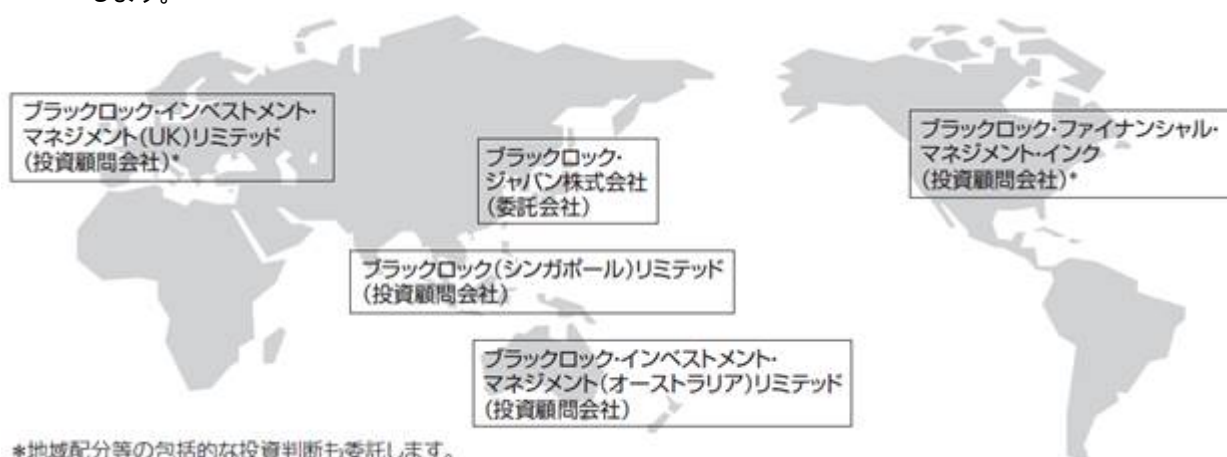 します。
ブラックロック・インベストメント・
マネジメント(UK)リミテッド
(投資顧問会社)*
ブラックロック・
ジャパン株式会社
(委託会社)
ブラックロック・ファイナンシャル・
マネジメント・インク
(投資顧問会社)*
ブラックロック(シンガポール)リミテッド
(投資顧問会社)
ブラックロック・インベストメント・
マネジメント(オーストラリア)リミテッド
(投資顧問会社)
*地域配分等の包括的な投資判断も委託します。